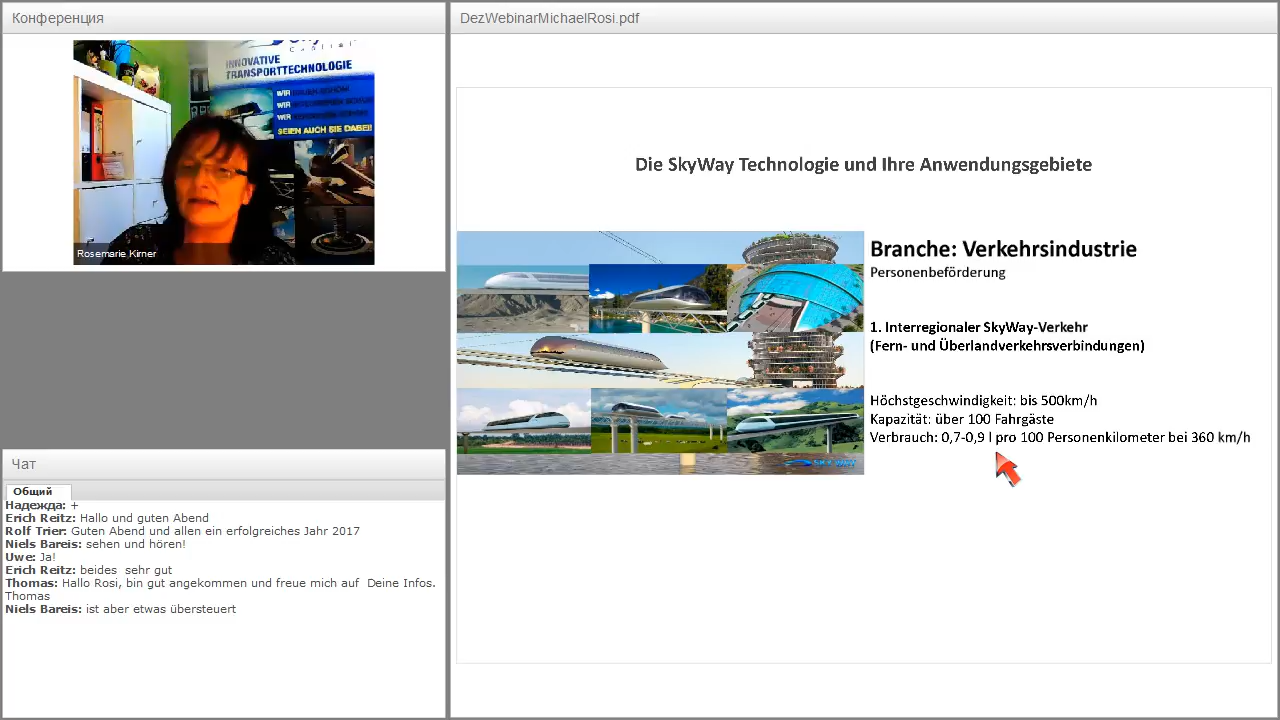 Конференция
INNOVATIVE
TRANSPORTTECHNOLOGIE
WIR
WIR
WIR
SEIEN AUCH SIE DABEI!
Rosemarie Kirner
Чат
Общий
Надежда: +
Erich Reitz: Hallo und guten Abend
Rolf Trier: Guten Abend und allen ein erfolgreiches Jahr 2017
Niels Bareis: sehen und hören!
Uwe: Ja!
Erich Reitz: beides  sehr gut
Thomas: Hallo Rosi, bin gut angekommen und freue mich auf  Deine Infos.
Thomas
Niels Bareis: ist aber etwas übersteuert
DezWebinarMichaelRosi.pdf
Die SkyWay Technologie und Ihre Anwendungsgebiete
SKY WAY
Branche: Verkehrsindustrie
Personenbeförderung
1. Interregionaler SkyWay-Verkehr
(Fern- und Überlandverkehrsverbindungen)
Höchstgeschwindigkeit: bis 500km/h
Kapazität: über 100 Fahrgäste
Verbrauch: 0,7-0,9 l pro 100 Personenkilometer bei 360 km/h